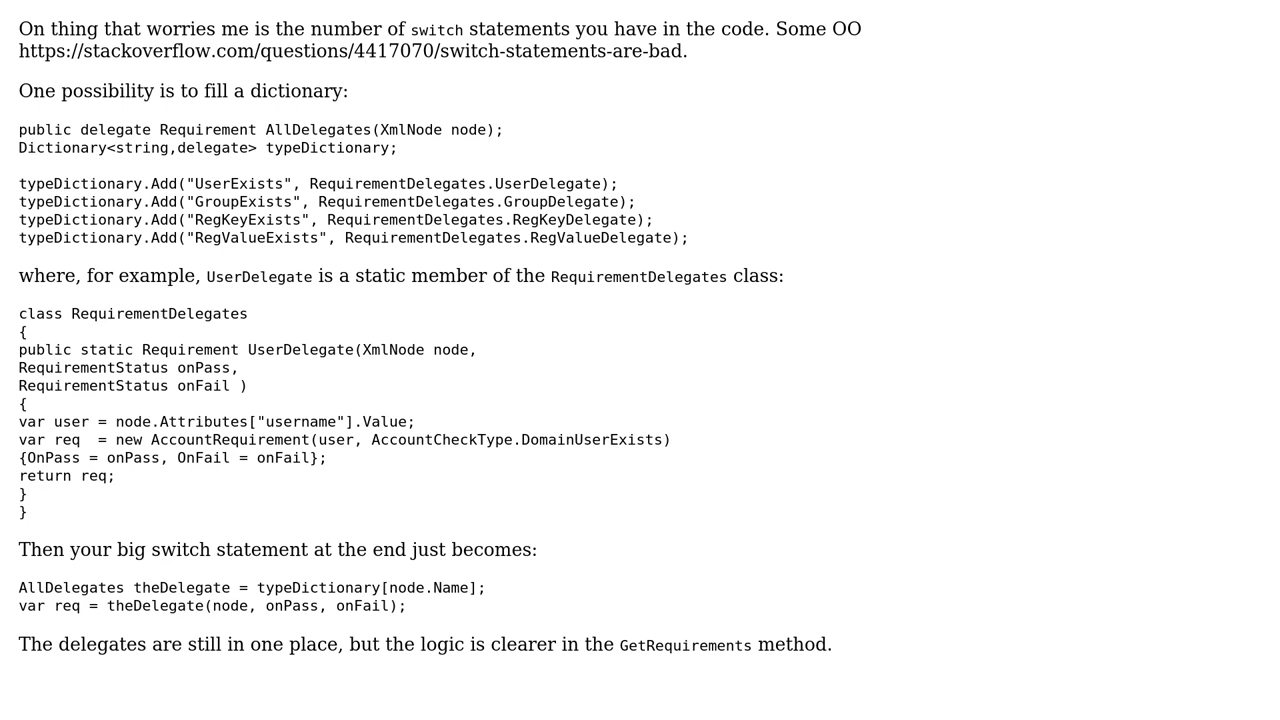 On thing that worries me is the number of switch statements you have in the code. Some OO
https://stackoverflow.com/questions/4417070/switch-statements-are-bad.
One possibility is to fill a dictionary:
public delegate Requirement AllDelegates(XmlNode node);
Dictionary<string,delegate> typeDictionary;
typeDictionary.Add("UserExists", RequirementDelegates.UserDelegate);
typeDictionary.Add("GroupExists", RequirementDelegates.GroupDelegate);
typeDictionary.Add("RegKeyExists", RequirementDelegates.RegKeyDelegate);
typeDictionary.Add("RegValueExists", RequirementDelegates.RegValueDelegate);
where, for example, UserDelegate is a static member of the RequirementDelegates class:
class RequirementDelegates
{
public static Requirement UserDelegate(XmlNode node,
RequirementStatus onPass,
RequirementStatus onFail )
{
var user = node.Attributes["username"].Value;
var req  = new AccountRequirement(user, AccountCheckType.DomainUserExists)
{OnPass = onPass, OnFail = onFail};
return req;
}
}
Then your big switch statement at the end just becomes:
AllDelegates theDelegate = typeDictionary[node.Name];
var req = theDelegate(node, onPass, onFail);
The delegates are still in one place, but the logic is clearer in the GetRequirements method.